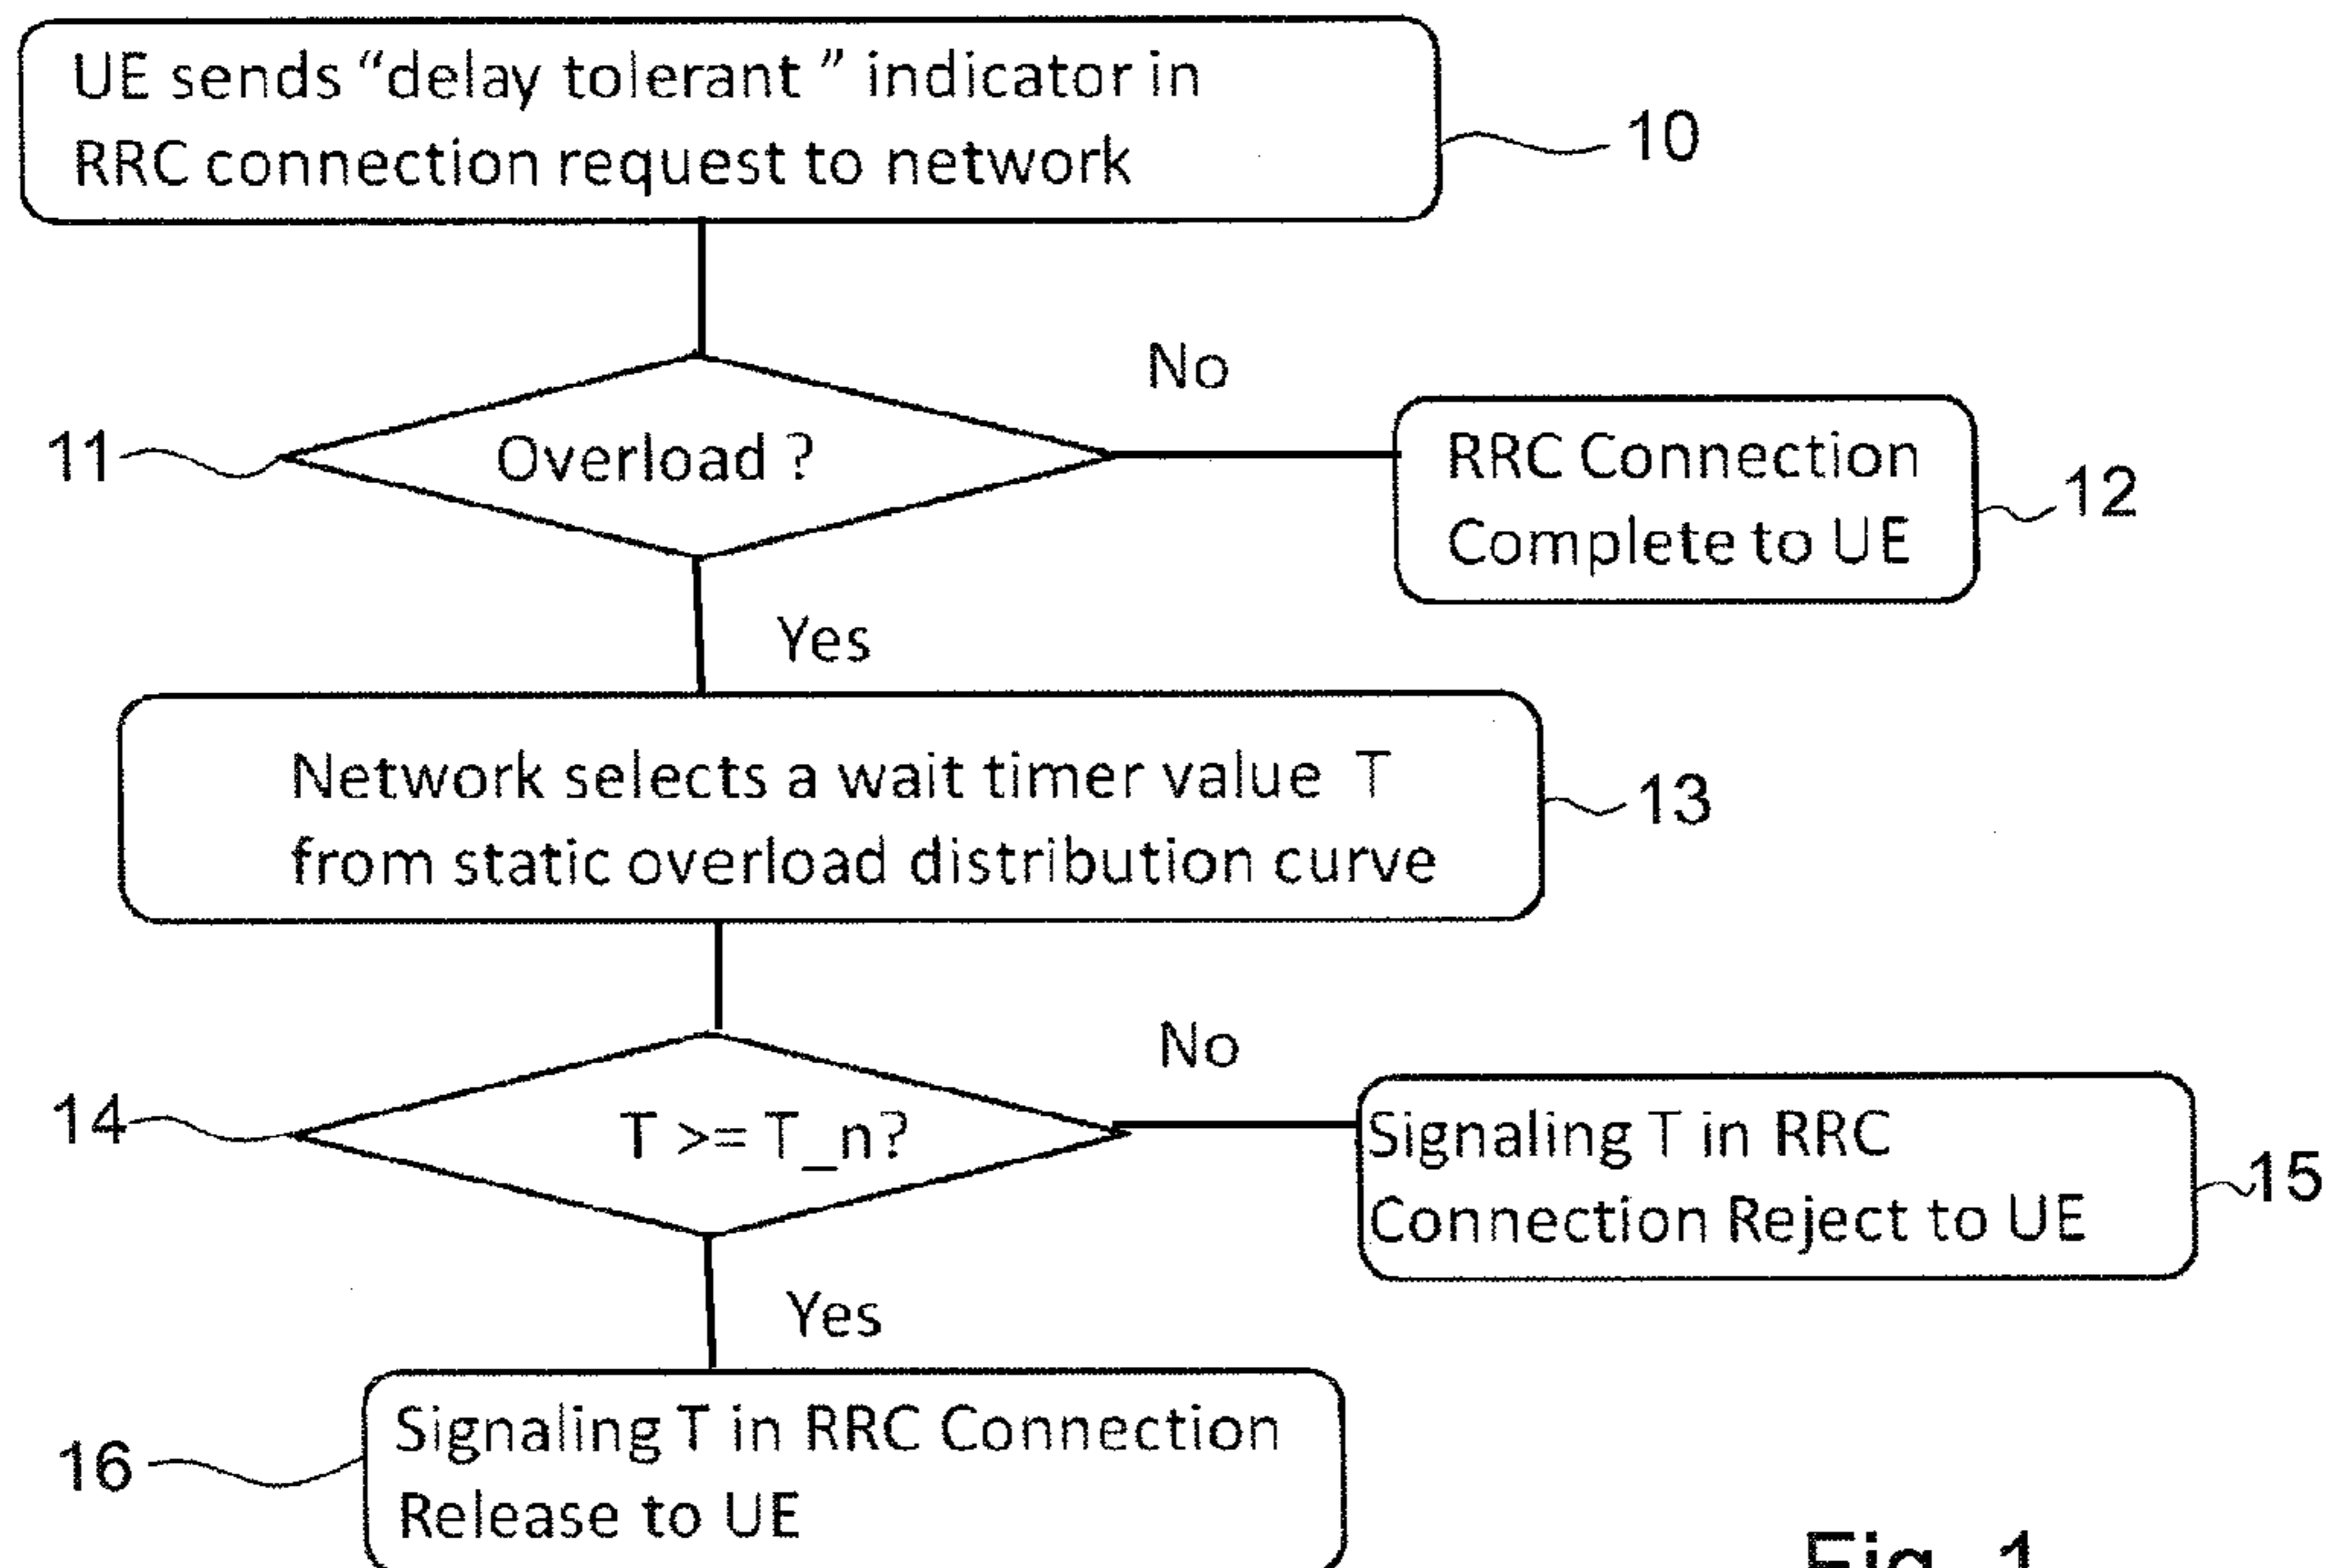 UE sends “delay tolerant ” indicator in
RRC connection request to network
10
No
11
Overload ?
RRC Connection
Complete to UE
12
Yes
Network selects a wait timer value T
from static overload distribution curve
13
No
14
T >= T_n?
Signaling T in RRC
Connection Reject to UE
15
Yes
16
Signaling T in RRC Connection
Release to UE
Fig. 1